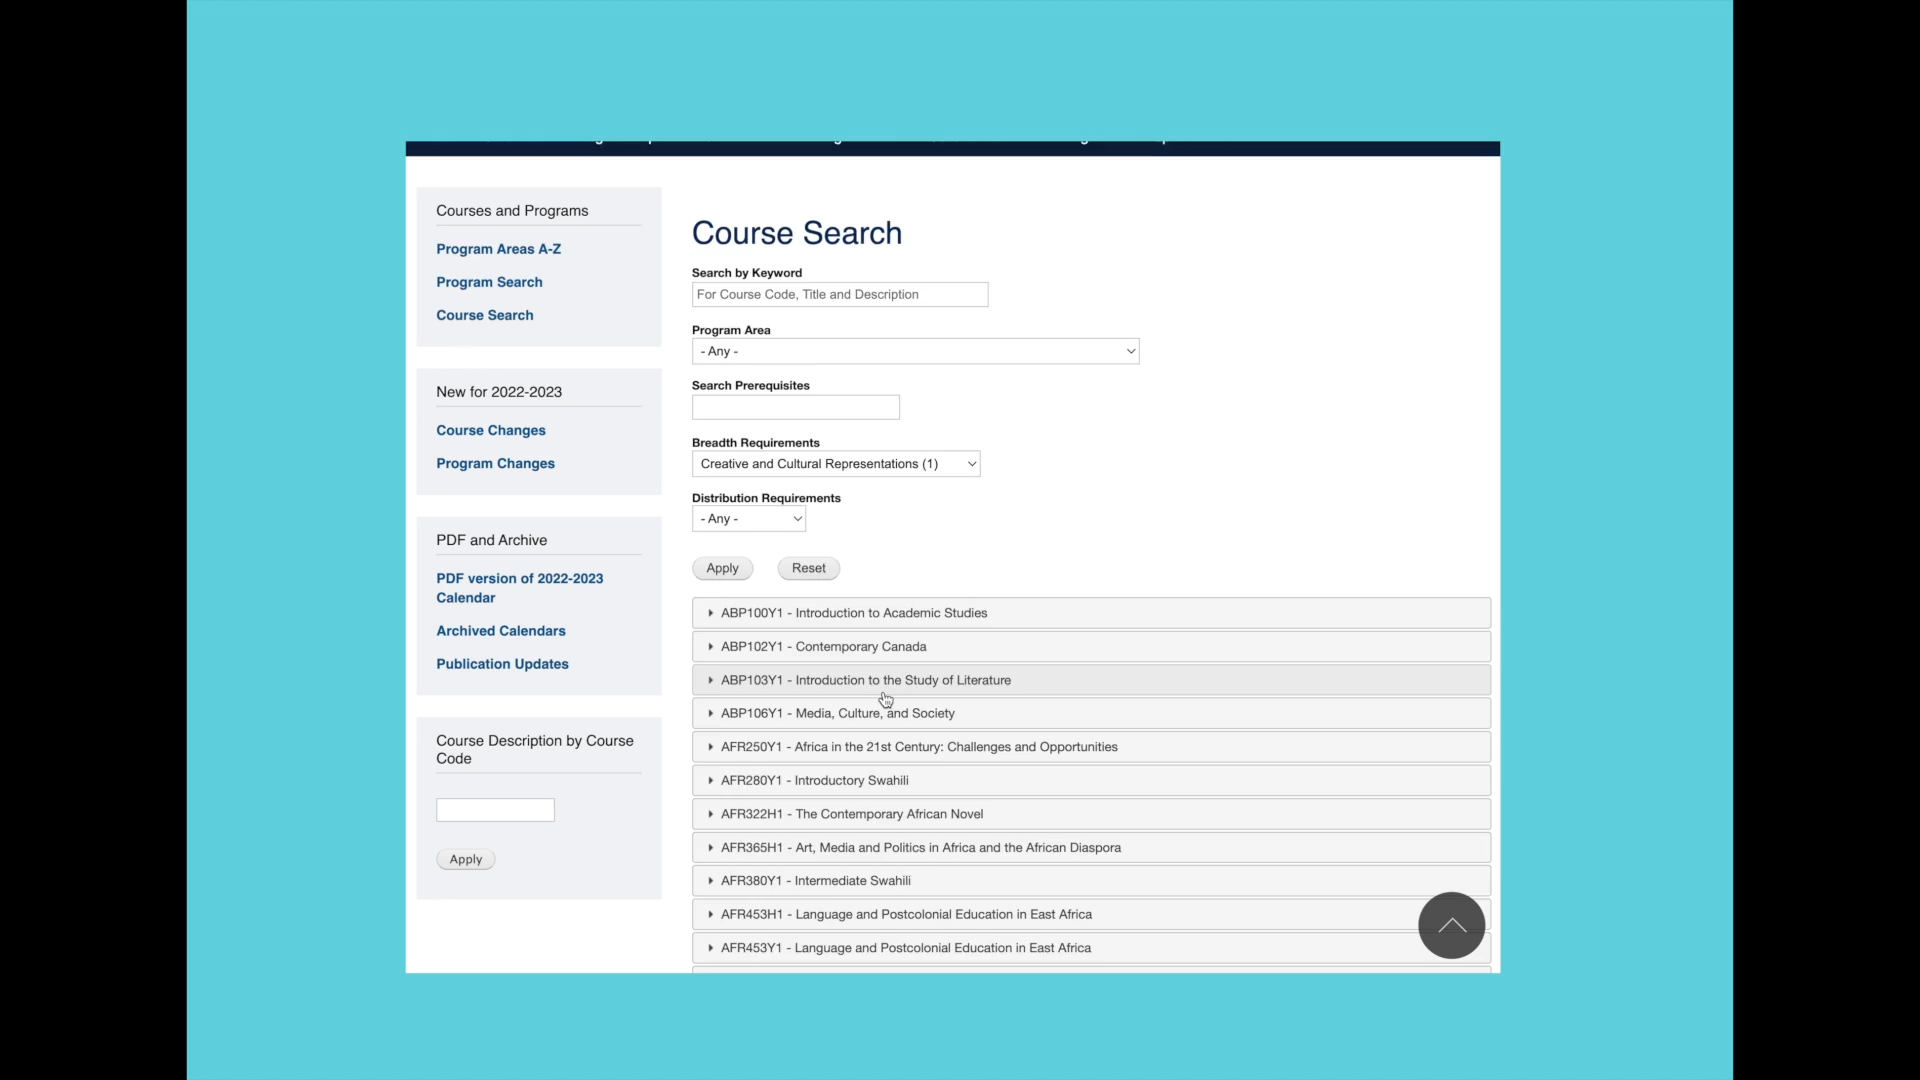 Courses and Programs
Program Areas A-Z
Program Search
Course Search
New for 2022-2023
Course Changes
Program Changes
PDF and Archive
PDF version of 2022-2023
Calendar
Archived Calendars
Publication Updates
Course Description by Course
Code
Apply
Course Search
Search by Keyword
For Course Code, Title and Description
Program Area
- Any -
Search Prerequisites
Breadth Requirements
Creative and Cultural Representations (1)
Distribution Requirements
- Any -
Apply Reset
ABP100Y1 - Introduction to Academic Studies
ABP102Y1 - Contemporary Canada
ABP103Y1 - Introduction to the Study of Literature
ABP106Y1 - Media, Culture, and Society
AFR250Y1 - Africa in the 21st Century: Challenges and Opportunities
AFR280Y1 - Introductory Swahili
AFR322H1 - The Contemporary African Novel
AFR365H1 - Art, Media and Politics in Africa and the African Diaspora
AFR380Y1 - Intermediate Swahili
AFR453H1 - Language and Postcolonial Education in East Africa
AFR453Y1 - Language and Postcolonial Education in East Africa